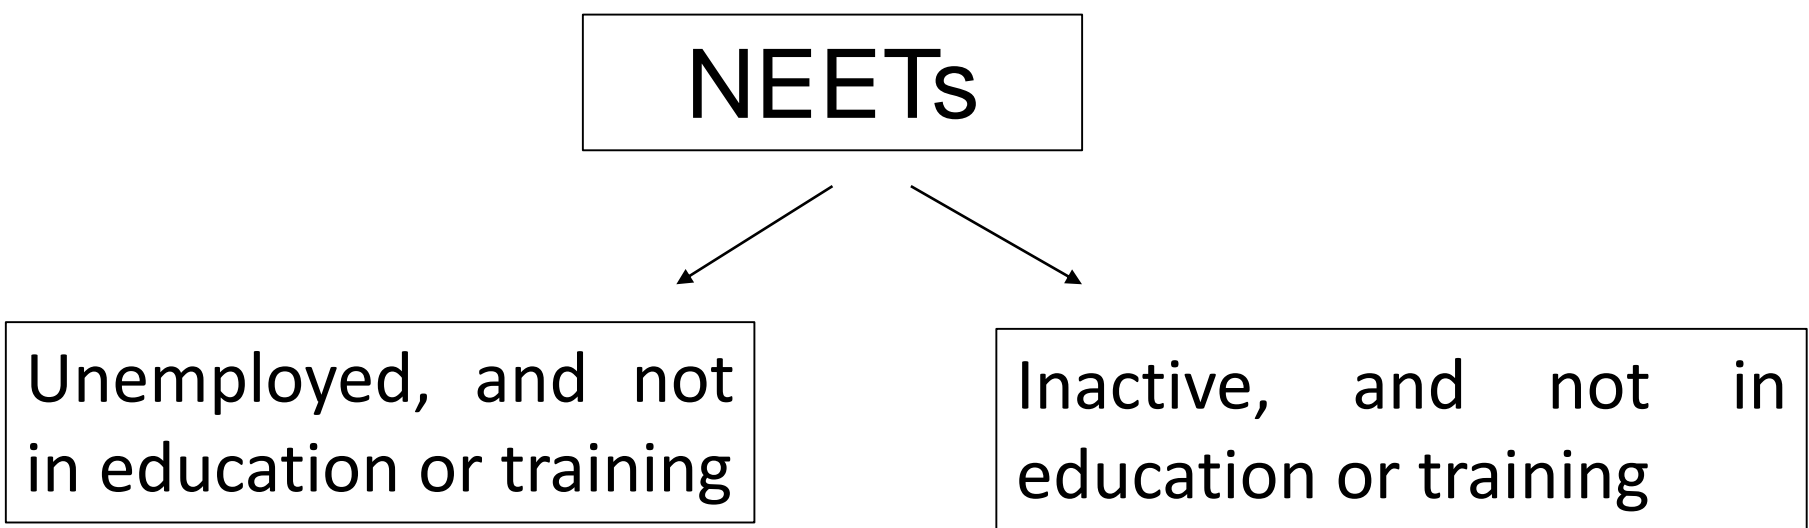 NEETs
Unemployed, and not
in education or training
Inactive, and not in
education or training